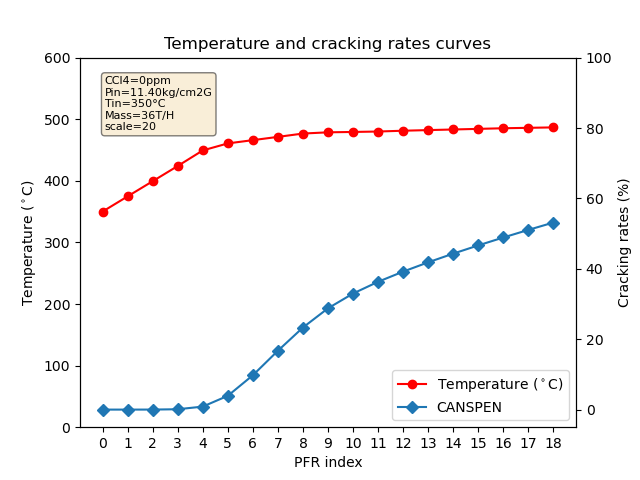 Temperature and cracking rates curves
CCl4=0ppm
Pin=11.40kg/cm2G
Tin=350°C
Mass=36T/H
scale=20
Temperature (°C)
600
500
400
300
200
100
0
100
80
60
40
20
0
Cracking rates (%)
Temperature (°C)
CANSPEN
0 1 2 3 4 5 6 7 8 9 10 11 12 13 14 15 16 17 18
PFR index